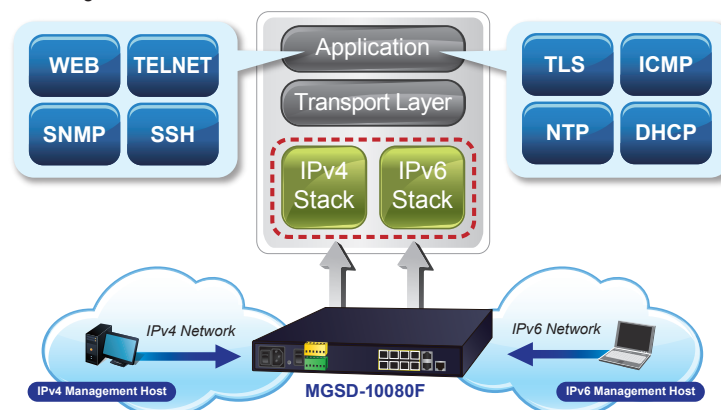 WEB
TELNET
SNMP
SSH
Application
Transport Layer
IPv4
Stack
IPv6
Stack
TLS
ICMP
NTP
DHCP
IPv4 Network
IPv4 Management Host
MGSD-10080F
IPv6 Network
IPv6 Management Host